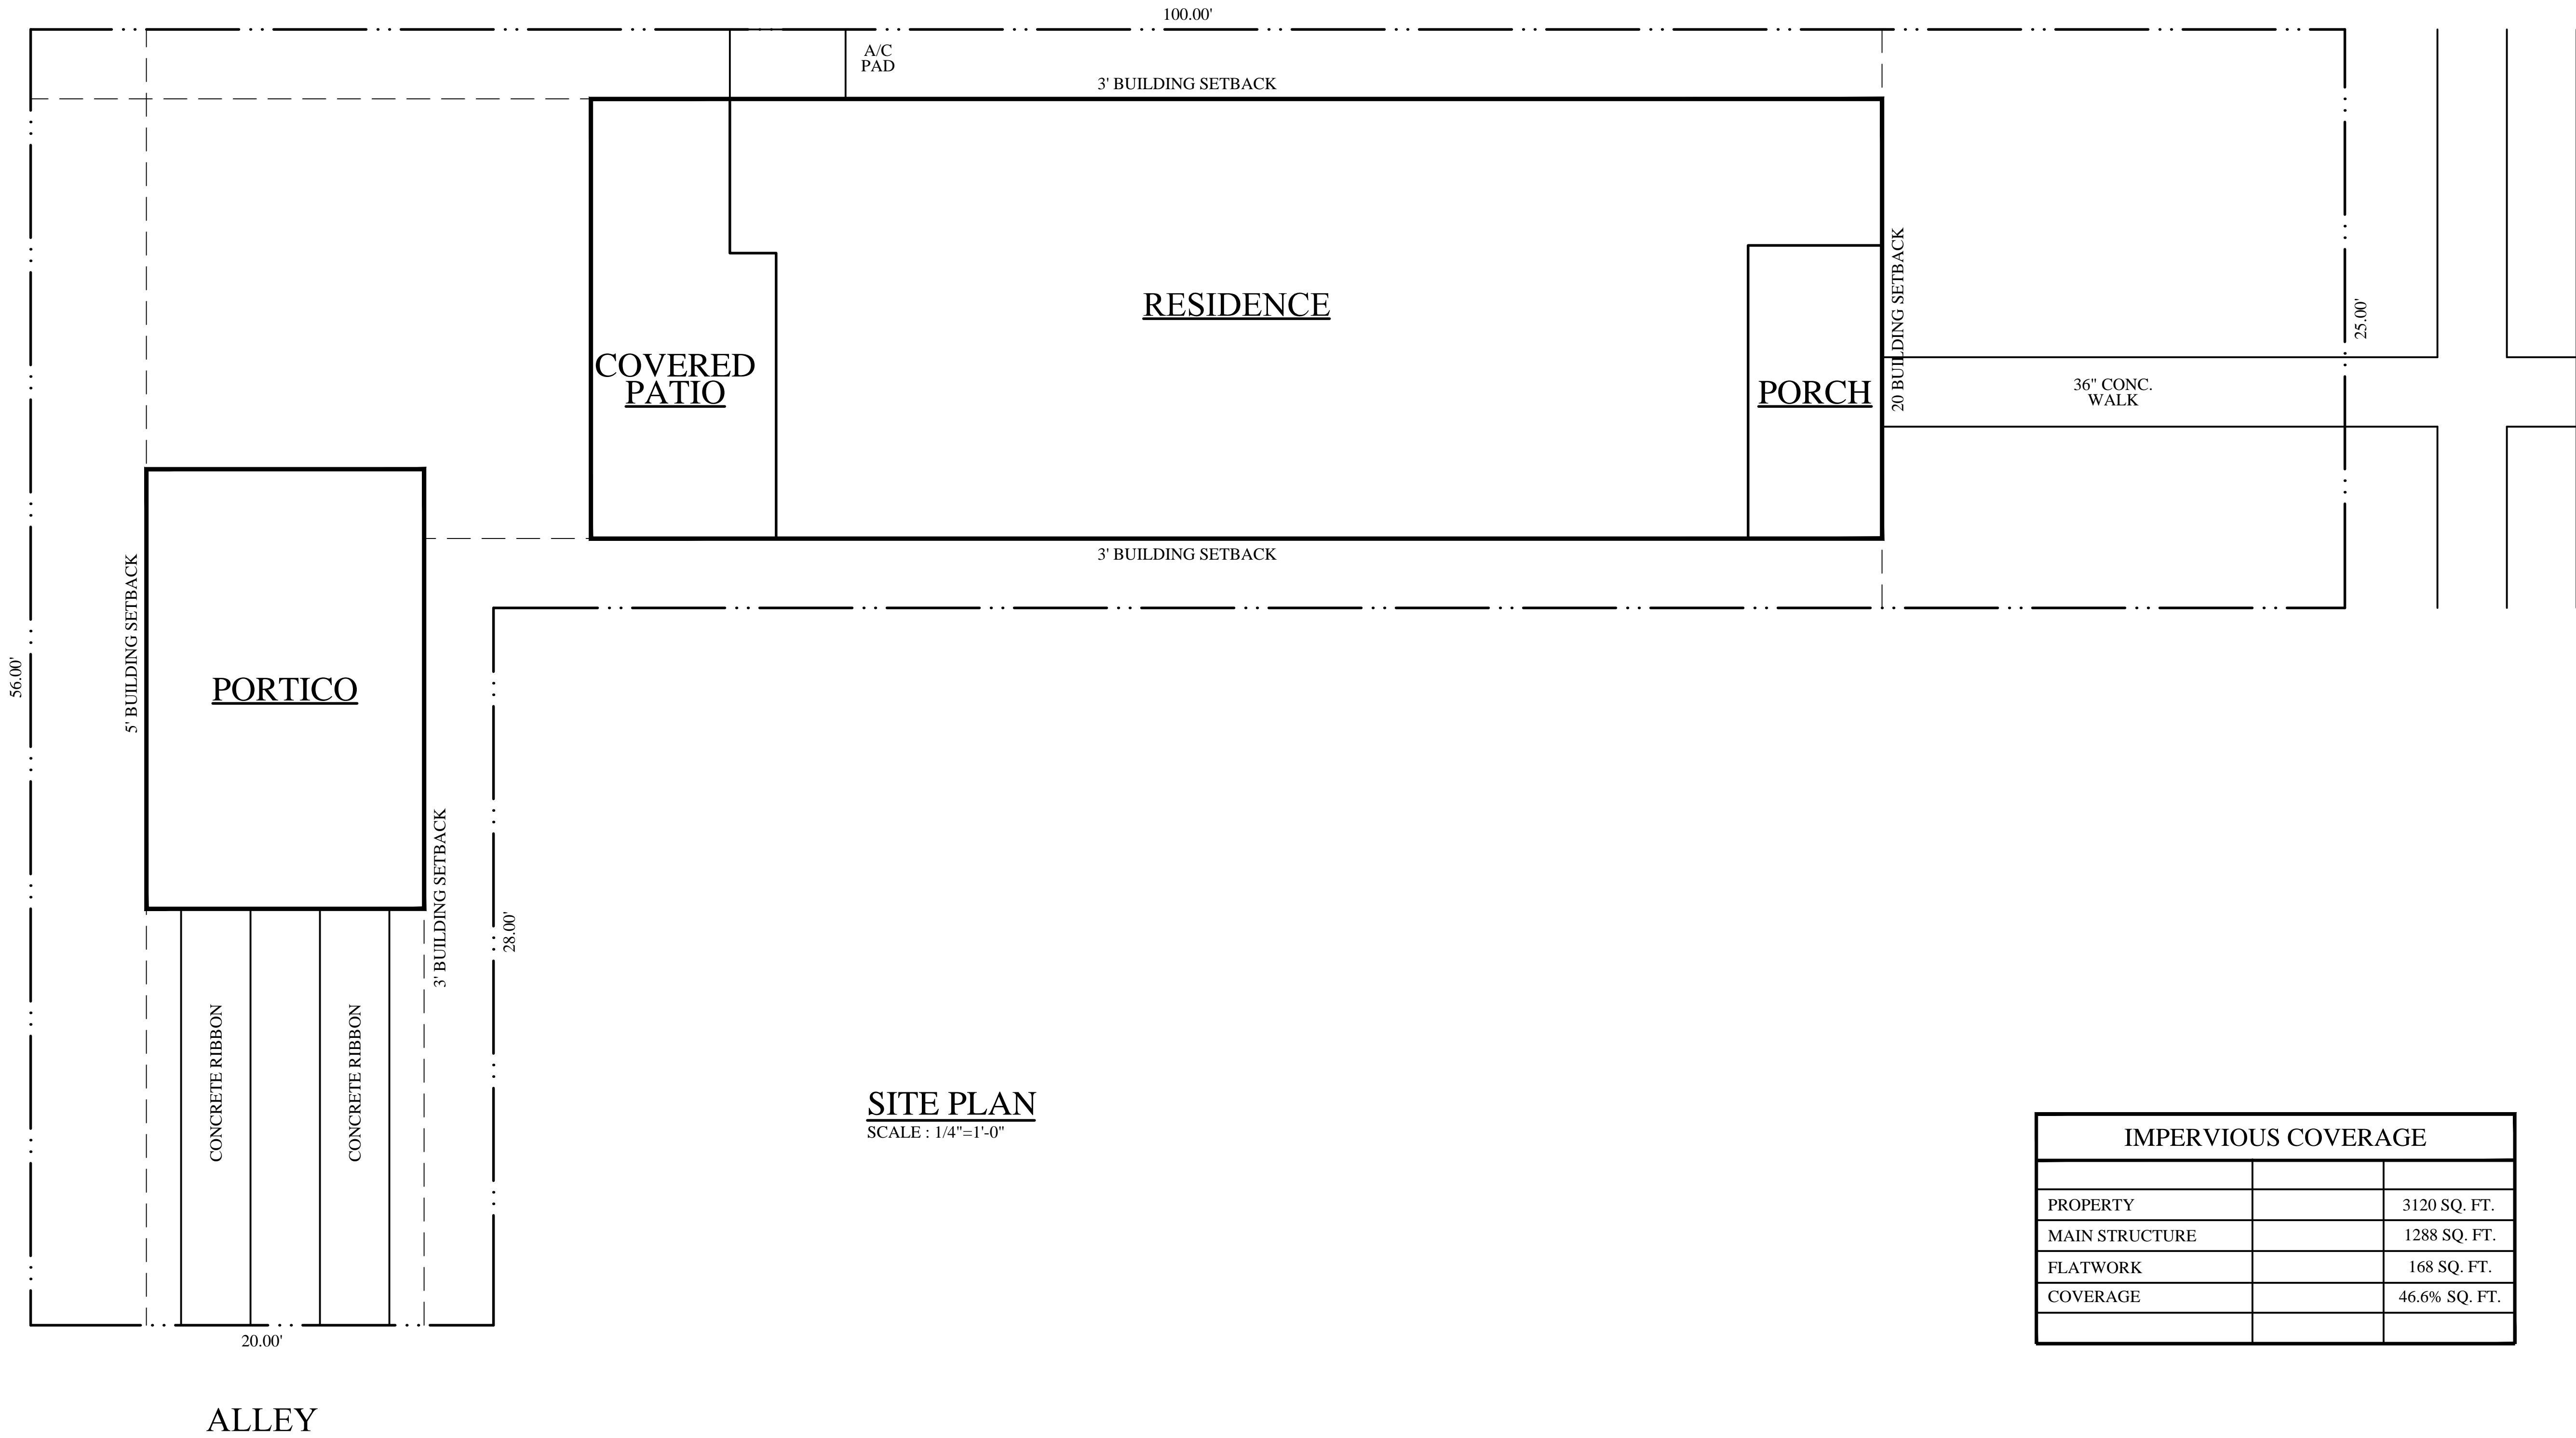 100.00'
A/C
PAD
3' BUILDING SETBACK
RESIDENCE
COVERED
PATIO
PORCH
20 BUILDING SETBACK
36" CONC.
WALK
25.00'
3' BUILDING SETBACK
5' BUILDING SETBACK
56.00'
PORTICO
3' BUILDING SETBACK
28.00'
CONCRETE RIBBON
CONCRETE RIBBON
20.00'
ALLEY
SITE PLAN
SCALE : 1/4"=1'-0"
IMPERVIOUS COVERAGE
PROPERTY 3120 SQ. FT.
MAIN STRUCTURE 1288 SQ. FT.
FLATWORK 168 SQ. FT.
COVERAGE 46.6% SQ. FT.